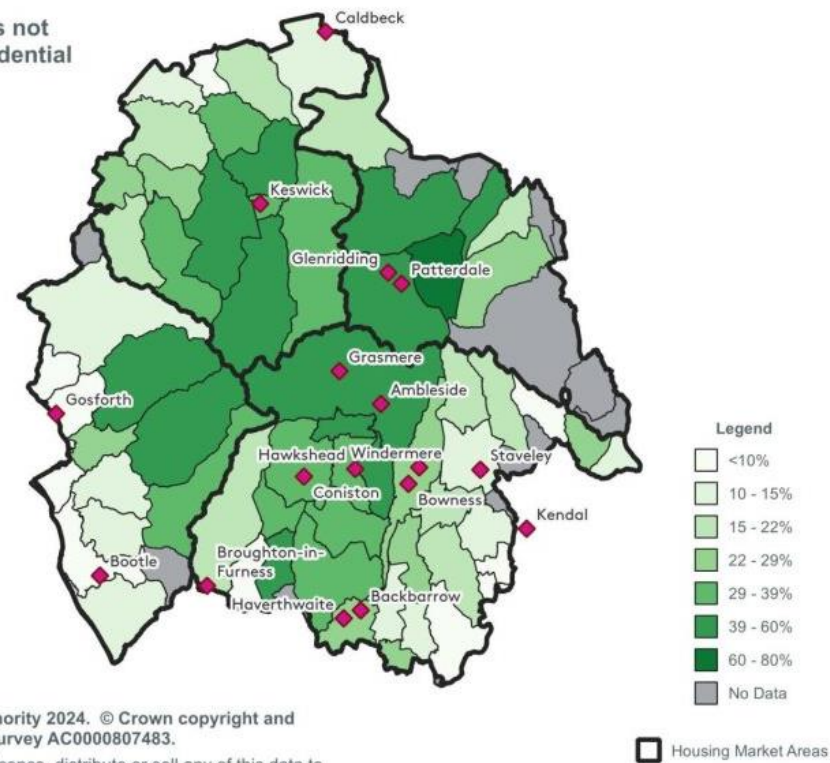 s not
dential
Caldbeck
Keswick
Glenridding
Patterdale
Grasmere
Gosforth
Ambleside
Hawkshead
Windermere
Staveley
Coniston
Bowness
Kendal
Bootle
Broughton-in-
Furness
Haverthwaite
Backbarrow
Legend
<10%
10 - 15%
15 - 22%
22 - 29%
29 - 39%
39 - 60%
60 - 80%
No Data
Housing Market Areas
nority 2024. © Crown copyright and
urvey AC0000807483.